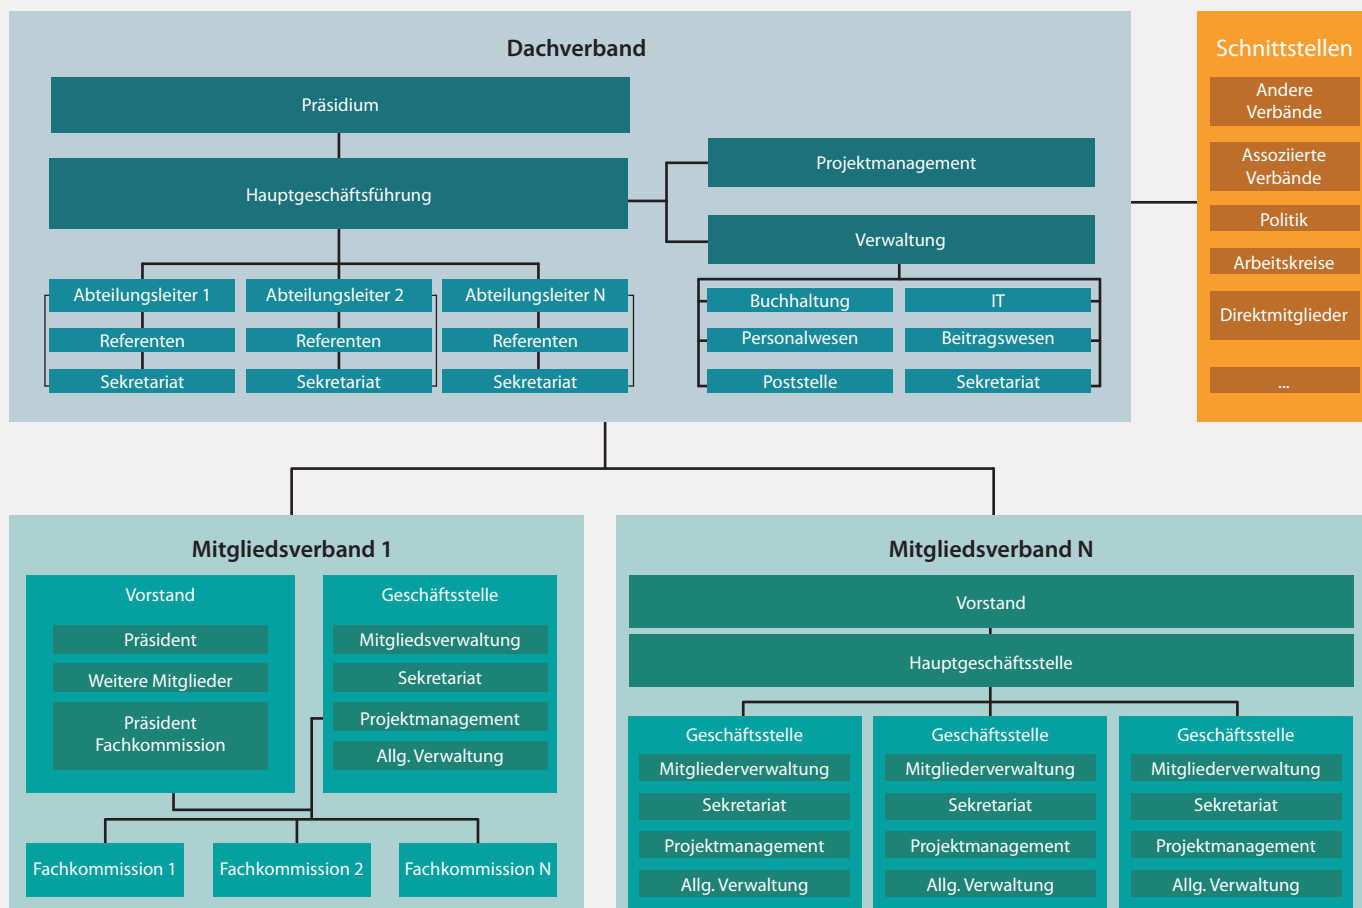 Dachverband
Präsidium
Hauptgeschäftsführung
Projektmanagement
Verwaltung
Abteilungsleiter 1
Abteilungsleiter 2
Abteilungsleiter N
Referenten
Referenten
Referenten
Sekretariat
Sekretariat
Sekretariat
Buchhaltung
IT
Personalwesen
Beitragswesen
Poststelle
Sekretariat
Schnittstellen
Andere
Verbände
Assoziierte
Verbände
Politik
Arbeitskreise
Direktmitglieder
...
Mitgliedsverband 1
Vorstand
Präsident
Weitere Mitglieder
Präsident
Fachkommission
Geschäftsstelle
Mitgliedsverwaltung
Sekretariat
Projektmanagement
Allg. Verwaltung
Fachkommission 1
Fachkommission 2
Fachkommission N
Mitgliedsverband N
Vorstand
Hauptgeschäftsstelle
Geschäftsstelle
Mitgliederverwaltung
Sekretariat
Projektmanagement
Allg. Verwaltung
Geschäftsstelle
Mitgliederverwaltung
Sekretariat
Projektmanagement
Allg. Verwaltung
Geschäftsstelle
Mitgliederverwaltung
Sekretariat
Projektmanagement
Allg. Verwaltung